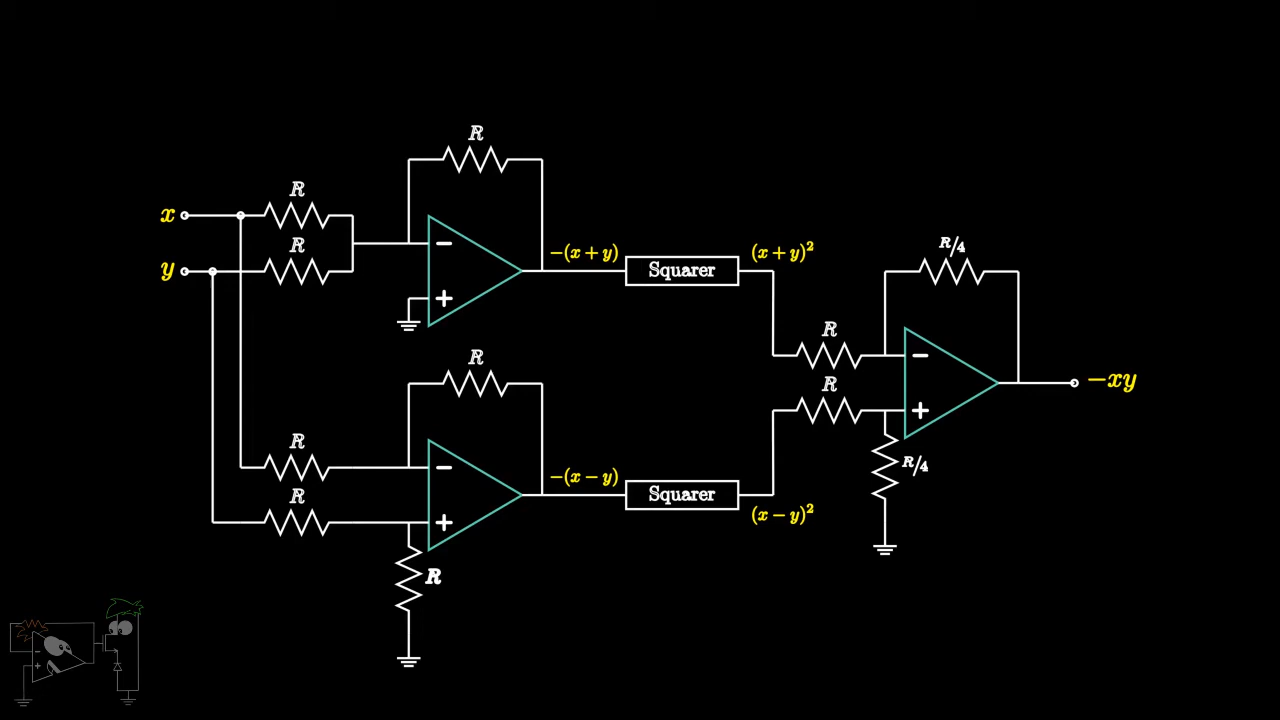 R
R
x
R
y
−
+
−(x + y)
Squarer
(x + y)²
R/4
R
R
−
+
−xy
R/4
R
R
R
−
+
−(x − y)
Squarer
(x − y)²
R
−
+